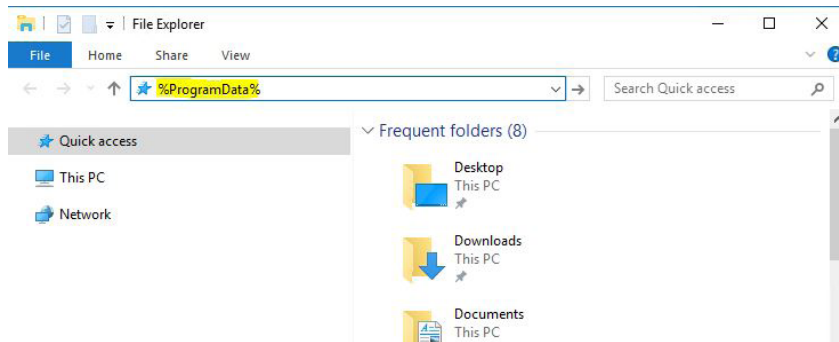 File Explorer
File Home Share View
%ProgramData% Search Quick access
Quick access
This PC
Network
Frequent folders (8)
Desktop
This PC
Downloads
This PC
Documents
This PC